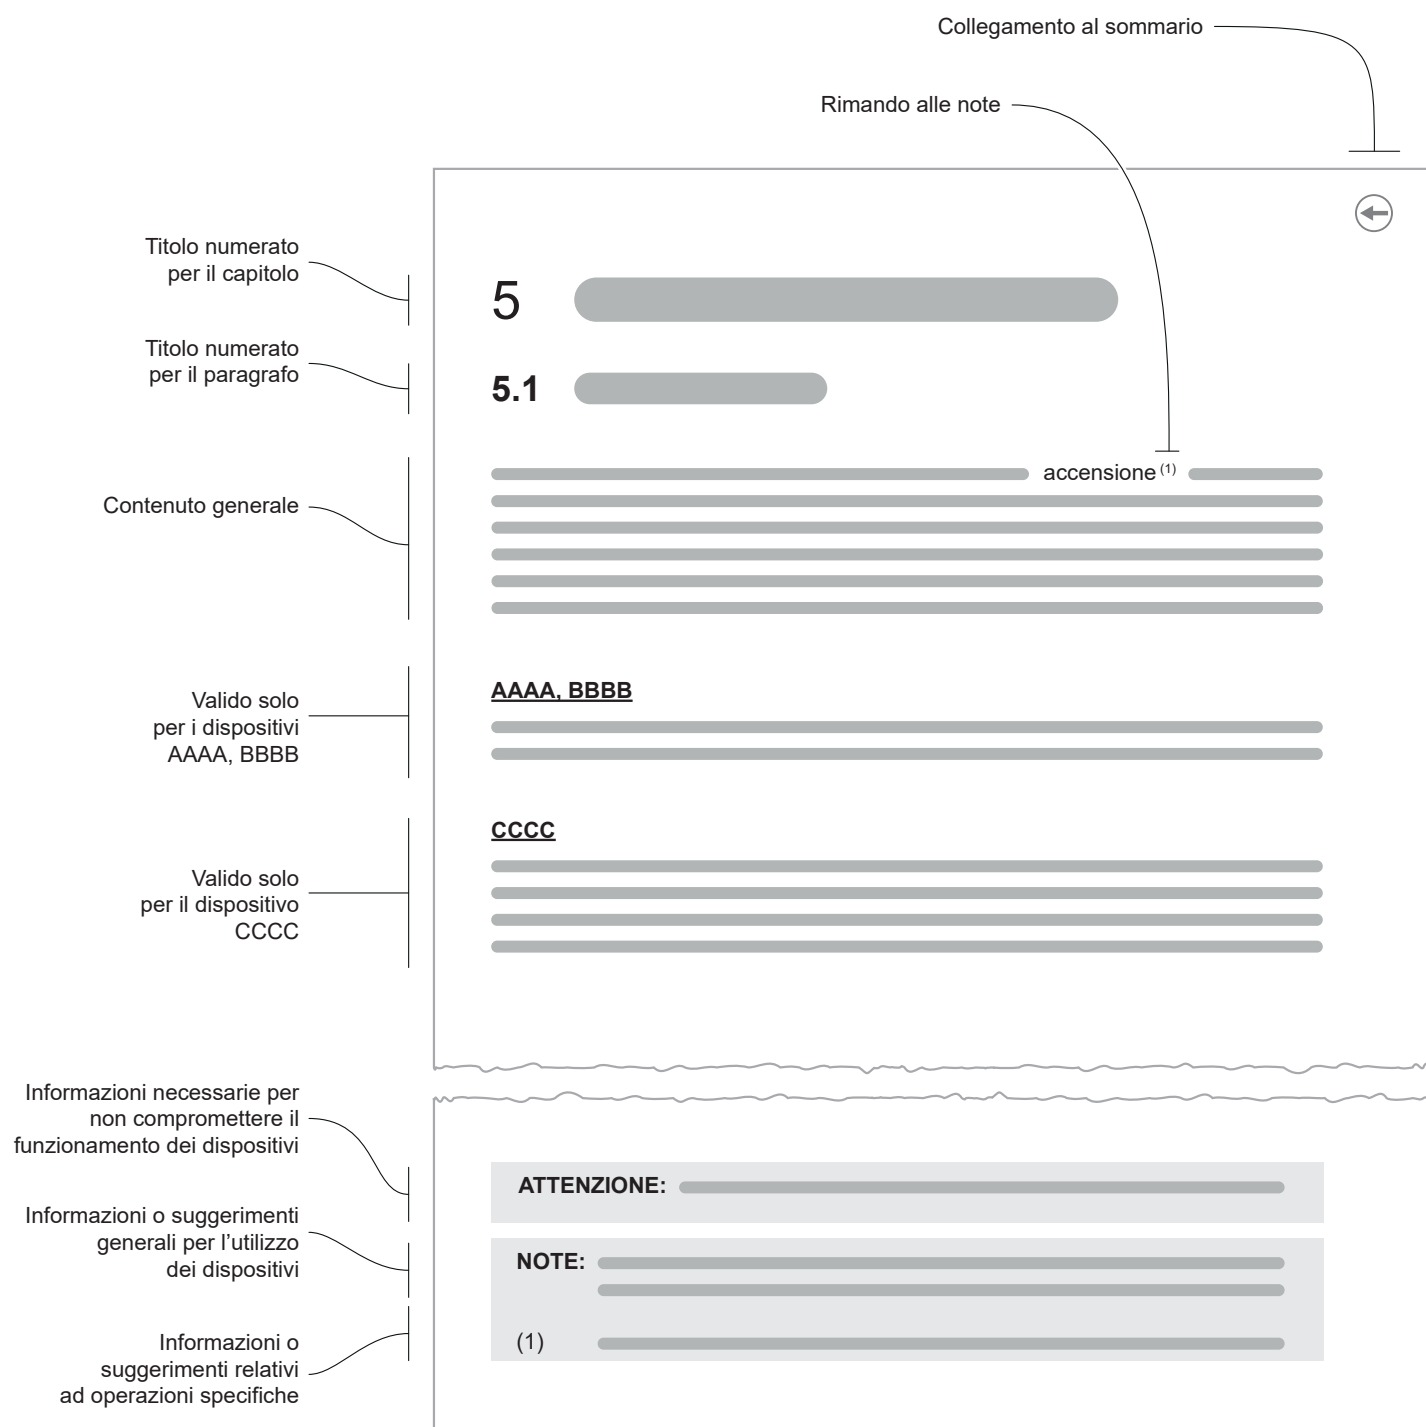 Collegamento al sommario
Rimando alle note
Titolo numerato
per il capitolo
5
Titolo numerato
per il paragrafo
5.1
accensione (1)
Contenuto generale
AAAA, BBBB
Valido solo
per i dispositivi
AAAA, BBBB
CCCC
Valido solo
per il dispositivo
CCCC
Informazioni necessarie per
non compromettere il
funzionamento dei dispositivi
ATTENZIONE:
Informazioni o suggerimenti
generali per l’utilizzo
dei dispositivi
NOTE:
(1)
Informazioni o
suggerimenti relativi
ad operazioni specifiche